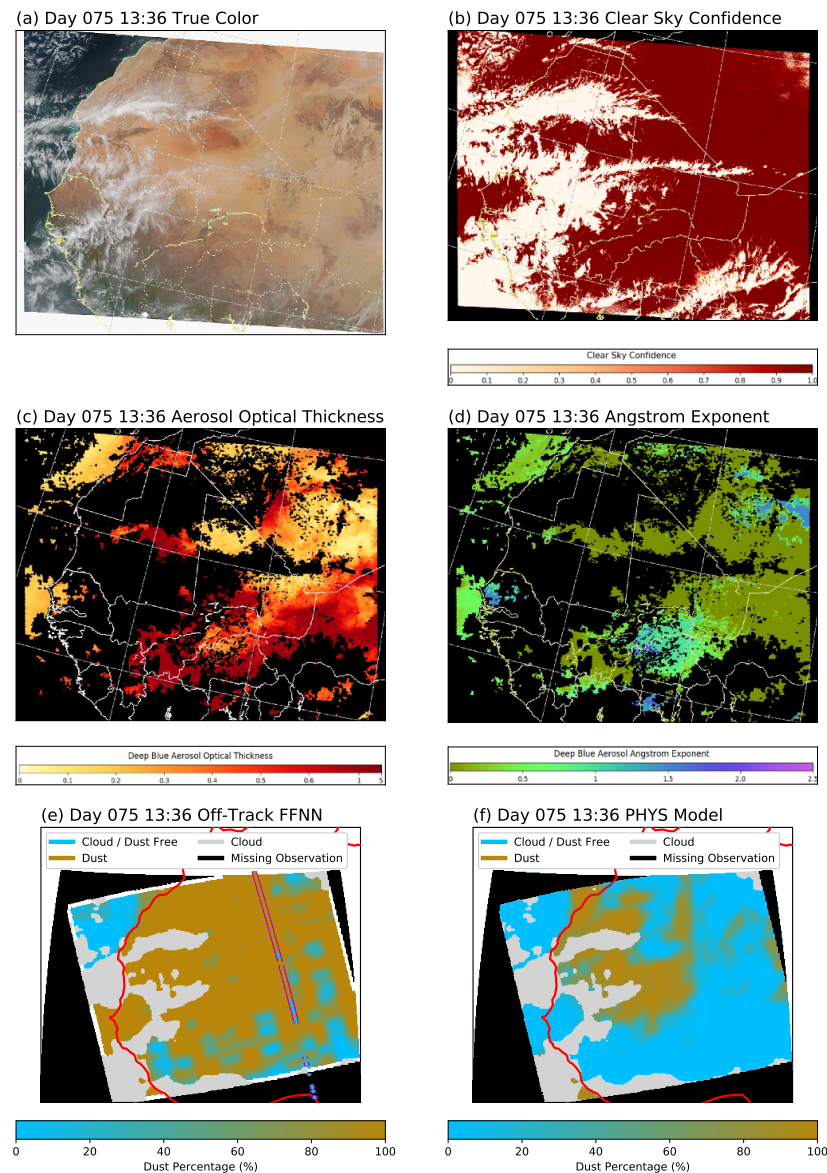 (a) Day 075 13:36 True Color
(b) Day 075 13:36 Clear Sky Confidence
Clear Sky Confidence
0 0.1 0.2 0.3 0.4 0.5 0.6 0.7 0.8 0.9 1.0
(c) Day 075 13:36 Aerosol Optical Thickness
(d) Day 075 13:36 Angstrom Exponent
Deep Blue Aerosol Optical Thickness
0 0.1 0.2 0.3 0.4 0.5 0.6 1 5
Deep Blue Aerosol Angstrom Exponent
0 0.5 1 1.5 2.0 2.5
(e) Day 075 13:36 Off-Track FFNN
(f) Day 075 13:36 PHYS Model
Cloud / Dust Free Cloud
Dust Missing Observation
Cloud / Dust Free Cloud
Dust Missing Observation
0 20 40 60 80 100
Dust Percentage (%)
0 20 40 60 80 100
Dust Percentage (%)